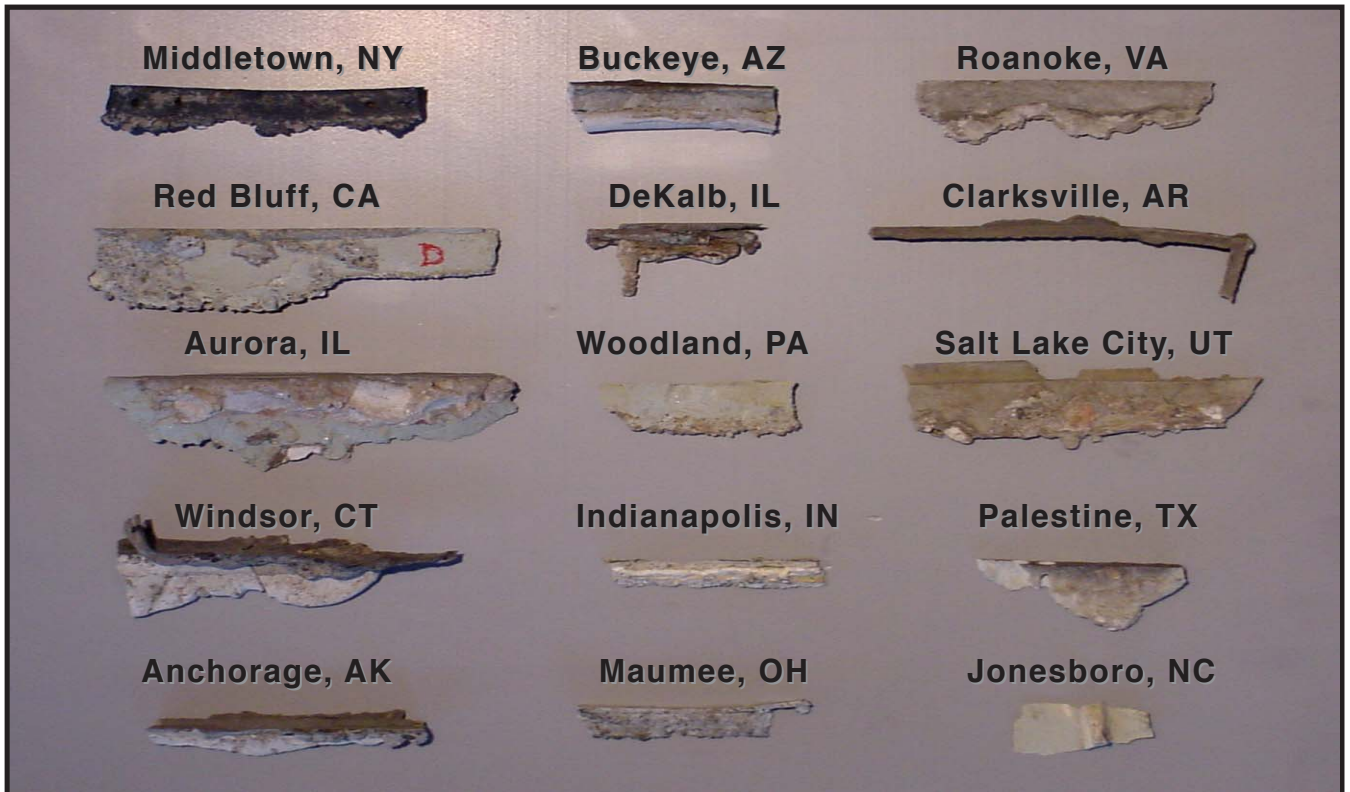 Middletown, NY
Buckeye, AZ
Roanoke, VA
Red Bluff, CA
DeKalb, IL
Clarksville, AR
D
Aurora, IL
Woodland, PA
Salt Lake City, UT
Windsor, CT
Indianapolis, IN
Palestine, TX
Anchorage, AK
Maumee, OH
Jonesboro, NC